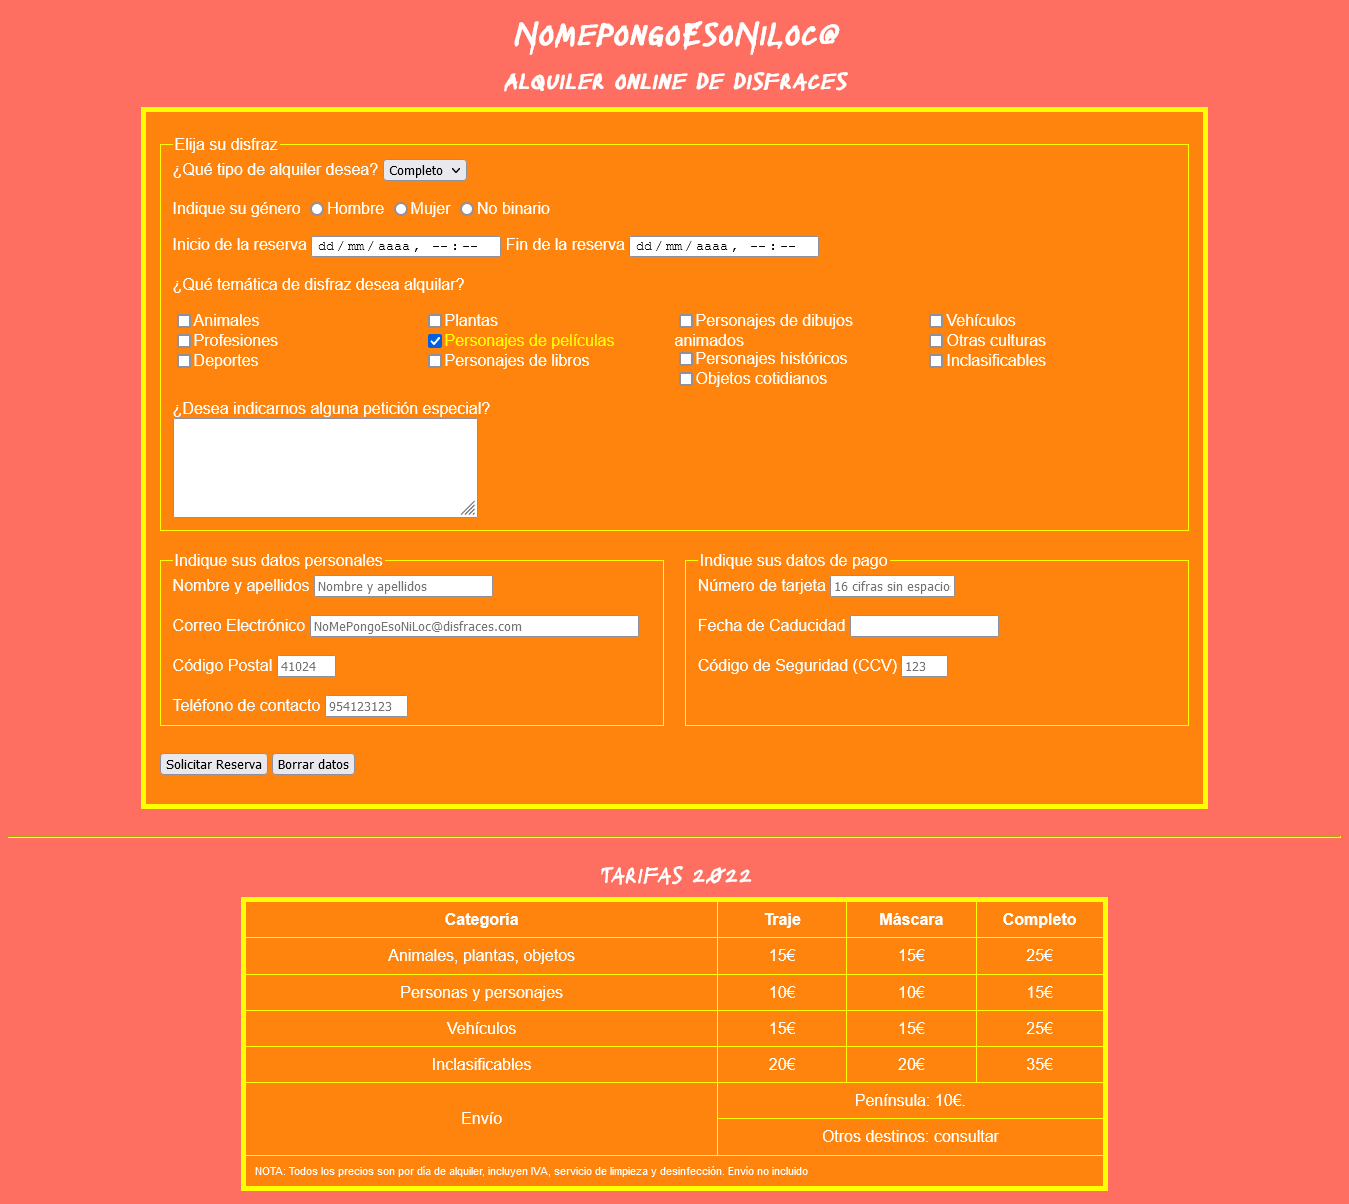 NoMePongoEsoNiLoc@
Alquiler online de disfraces
Elija su disfraz
¿Qué tipo de alquiler desea? Completo
Indique su género Hombre Mujer No binario
Inicio de la reserva dd/mm/aaaa, --:-- Fin de la reserva dd/mm/aaaa, --:--
¿Qué temática de disfraz desea alquilar?
Animales Plantas Personajes de dibujos Vehículos
Profesiones Personajes de películas animados Otras culturas
Deportes Personajes de libros Personajes históricos Inclasificables
Objetos cotidianos
¿Desea indicarnos alguna petición especial?
Indique sus datos personales Indique sus datos de pago
Nombre y apellidos Nombre y apellidos Número de tarjeta 16 cifras sin espacio
Correo Electrónico NoMePongoEsoNiLoc@disfraces.com Fecha de Caducidad
Código Postal 41024 Código de Seguridad (CCV) 123
Teléfono de contacto 954123123
Solicitar Reserva Borrar datos
Tarifas 2022
Categoría Traje Máscara Completo
Animales, plantas, objetos 15€ 15€ 25€
Personas y personajes 10€ 10€ 15€
Vehículos 15€ 15€ 25€
Inclasificables 20€ 20€ 35€
Envío Península: 10€.
Otros destinos: consultar
NOTA: Todos los precios son por día de alquiler, incluyen IVA, servicio de limpieza y desinfección. Envío no incluido